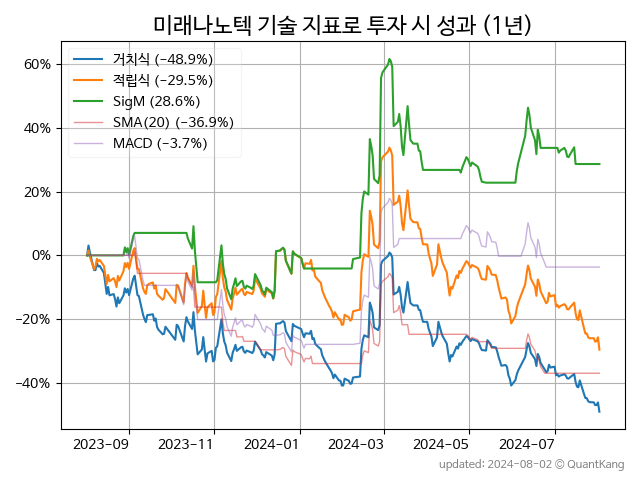 미래나노텍 기술 지표로 투자 시 성과 (1년)
거치식 (−48.9%)
적립식 (−29.5%)
SigM (28.6%)
SMA(20) (−36.9%)
MACD (−3.7%)
60%
40%
20%
0%
−20%
−40%
2023-09 2023-11 2024-01 2024-03 2024-05 2024-07
updated: 2024-08-02 © QuantKang